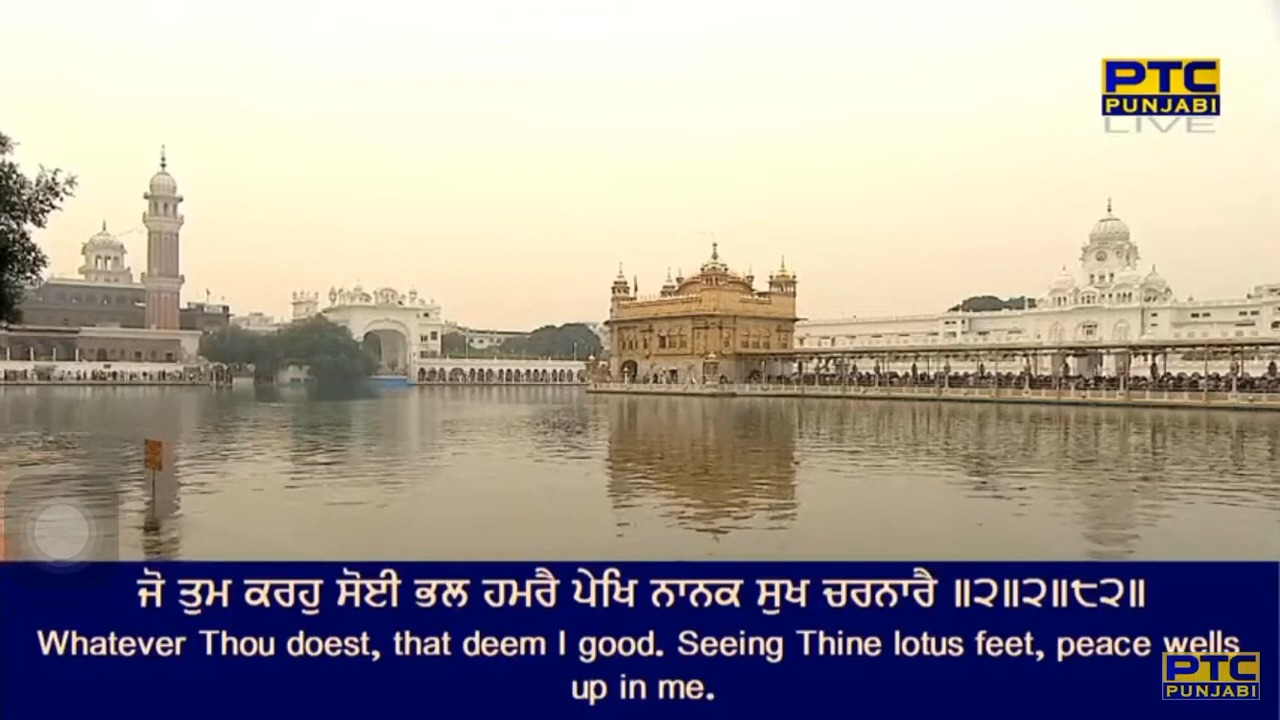 PTC
PUNJABI
LIVE
ਜੋ ਤੁਮ ਕਰਹੁ ਸੋਈ ਭਲ ਹਮਰੈ ਪੇਖਿ ਨਾਨਕ ਸੁਖ ਚਰਨਾਰੈ ॥੨॥੨॥੮੨॥
Whatever Thou doest, that deem I good. Seeing Thine lotus feet, peace wells
up in me.
PTC
PUNJABI